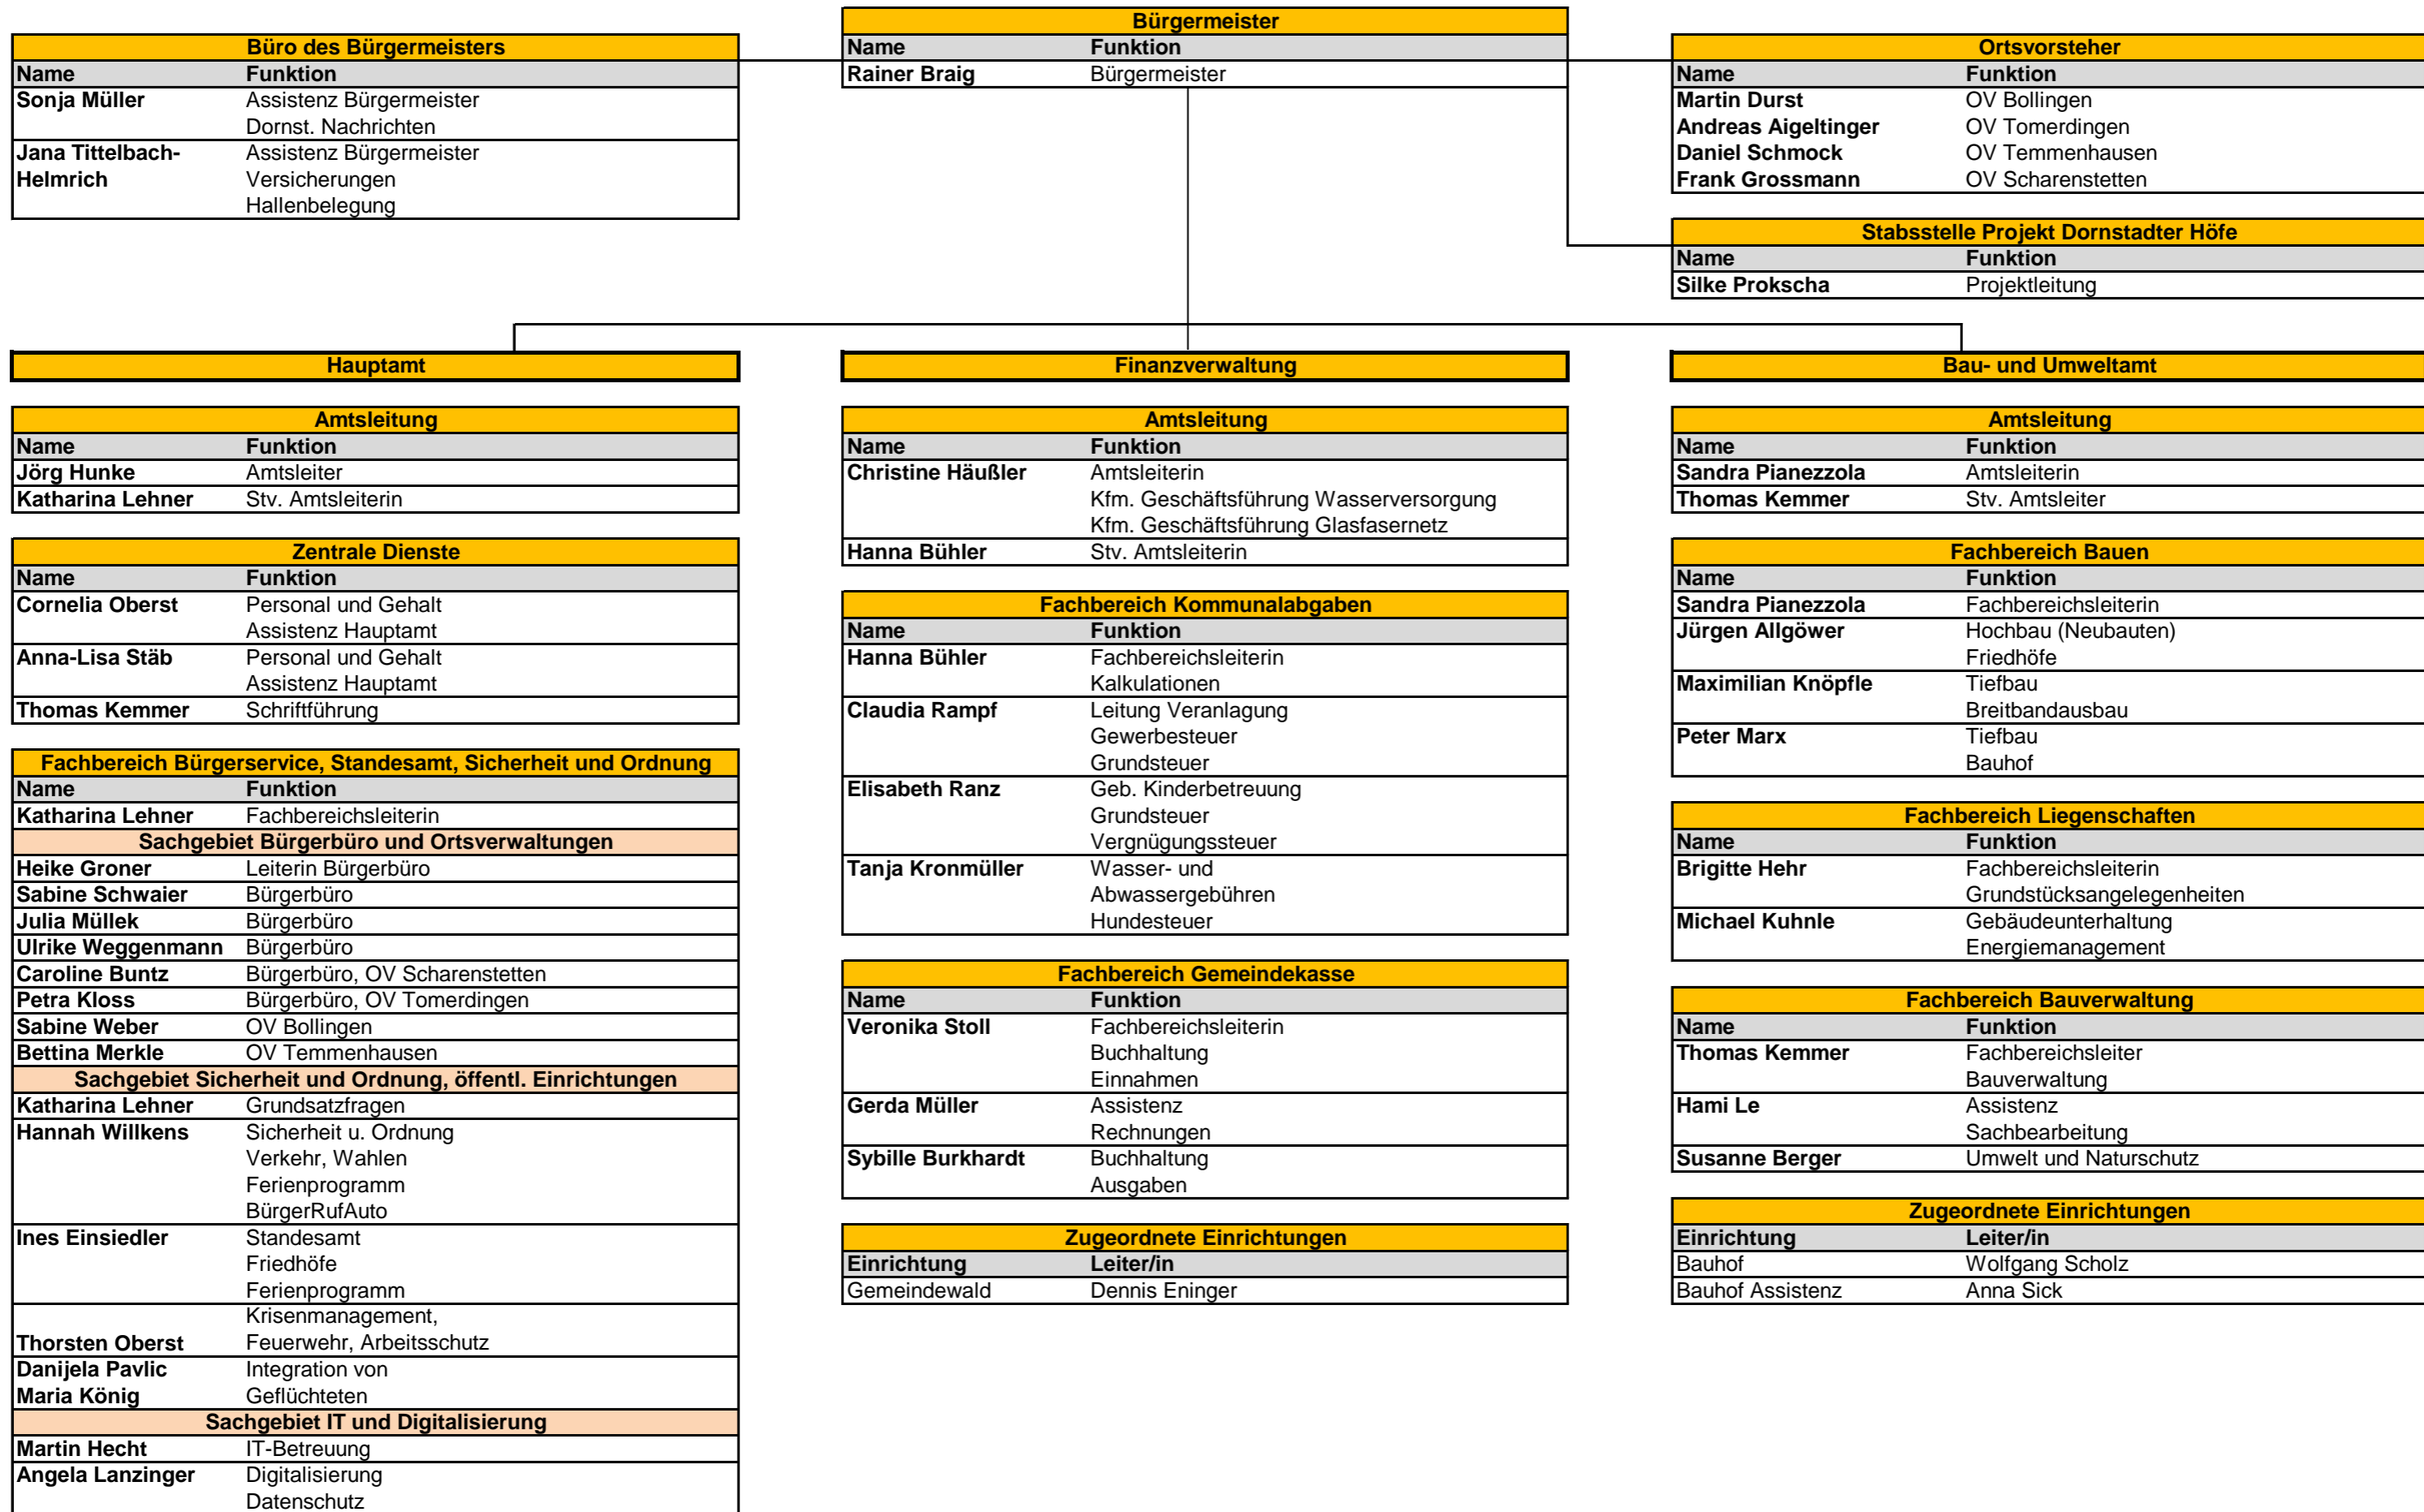 Bürgermeister
Name Funktion
Rainer Braig Bürgermeister
Büro des Bürgermeisters
Name Funktion
Sonja Müller Assistenz Bürgermeister
Dornst. Nachrichten
Jana Tittelbach- Assistenz Bürgermeister
Helmrich Versicherungen
Hallenbelegung
Ortsvorsteher
Name Funktion
Martin Durst OV Bollingen
Andreas Aigeltinger OV Tomerdingen
Daniel Schmock OV Temmenhausen
Frank Grossmann OV Scharenstetten
Stabsstelle Projekt Dornstadter Höfe
Name Funktion
Silke Prokscha Projektleitung
Hauptamt
Amtsleitung
Name Funktion
Jörg Hunke Amtsleiter
Katharina Lehner Stv. Amtsleiterin
Zentrale Dienste
Name Funktion
Cornelia Oberst Personal und Gehalt
Assistenz Hauptamt
Anna-Lisa Stäb Personal und Gehalt
Assistenz Hauptamt
Thomas Kemmer Schriftführung
Fachbereich Bürgerservice, Standesamt, Sicherheit und Ordnung
Name Funktion
Katharina Lehner Fachbereichsleiterin
Sachgebiet Bürgerbüro und Ortsverwaltungen
Heike Groner Leiterin Bürgerbüro
Sabine Schwaier Bürgerbüro
Julia Müllek Bürgerbüro
Ulrike Weggenmann Bürgerbüro
Caroline Buntz Bürgerbüro, OV Scharenstetten
Petra Kloss Bürgerbüro, OV Tomerdingen
Sabine Weber OV Bollingen
Bettina Merkle OV Temmenhausen
Sachgebiet Sicherheit und Ordnung, öffentl. Einrichtungen
Katharina Lehner Grundsatzfragen
Hannah Willkens Sicherheit u. Ordnung
Verkehr, Wahlen
Ferienprogramm
BürgerRufAuto
Ines Einsiedler Standesamt
Friedhöfe
Ferienprogramm
Krisenmanagement,
Thorsten Oberst Feuerwehr, Arbeitsschutz
Danijela Pavlic Integration von
Maria König Geflüchteten
Sachgebiet IT und Digitalisierung
Martin Hecht IT-Betreuung
Angela Lanzinger Digitalisierung
Datenschutz
Finanzverwaltung
Amtsleitung
Name Funktion
Christine Häußler Amtsleiterin
Kfm. Geschäftsführung Wasserversorgung
Kfm. Geschäftsführung Glasfasernetz
Hanna Bühler Stv. Amtsleiterin
Fachbereich Kommunalabgaben
Name Funktion
Hanna Bühler Fachbereichsleiterin
Kalkulationen
Claudia Rampf Leitung Veranlagung
Gewerbesteuer
Grundsteuer
Elisabeth Ranz Geb. Kinderbetreuung
Grundsteuer
Vergnügungssteuer
Tanja Kronmüller Wasser- und
Abwassergebühren
Hundesteuer
Fachbereich Gemeindekasse
Name Funktion
Veronika Stoll Fachbereichsleiterin
Buchhaltung
Einnahmen
Gerda Müller Assistenz
Rechnungen
Sybille Burkhardt Buchhaltung
Ausgaben
Zugeordnete Einrichtungen
Einrichtung Leiter/in
Gemeindewald Dennis Eninger
Bau- und Umweltamt
Amtsleitung
Name Funktion
Sandra Pianezzola Amtsleiterin
Thomas Kemmer Stv. Amtsleiter
Fachbereich Bauen
Name Funktion
Sandra Pianezzola Fachbereichsleiterin
Jürgen Allgöwer Hochbau (Neubauten)
Friedhöfe
Maximilian Knöpfle Tiefbau
Breitbandausbau
Peter Marx Tiefbau
Bauhof
Fachbereich Liegenschaften
Name Funktion
Brigitte Hehr Fachbereichsleiterin
Grundstücksangelegenheiten
Michael Kuhnle Gebäudeunterhaltung
Energiemanagement
Fachbereich Bauverwaltung
Name Funktion
Thomas Kemmer Fachbereichsleiter
Bauverwaltung
Hami Le Assistenz
Sachbearbeitung
Susanne Berger Umwelt und Naturschutz
Zugeordnete Einrichtungen
Einrichtung Leiter/in
Bauhof Wolfgang Scholz
Bauhof Assistenz Anna Sick